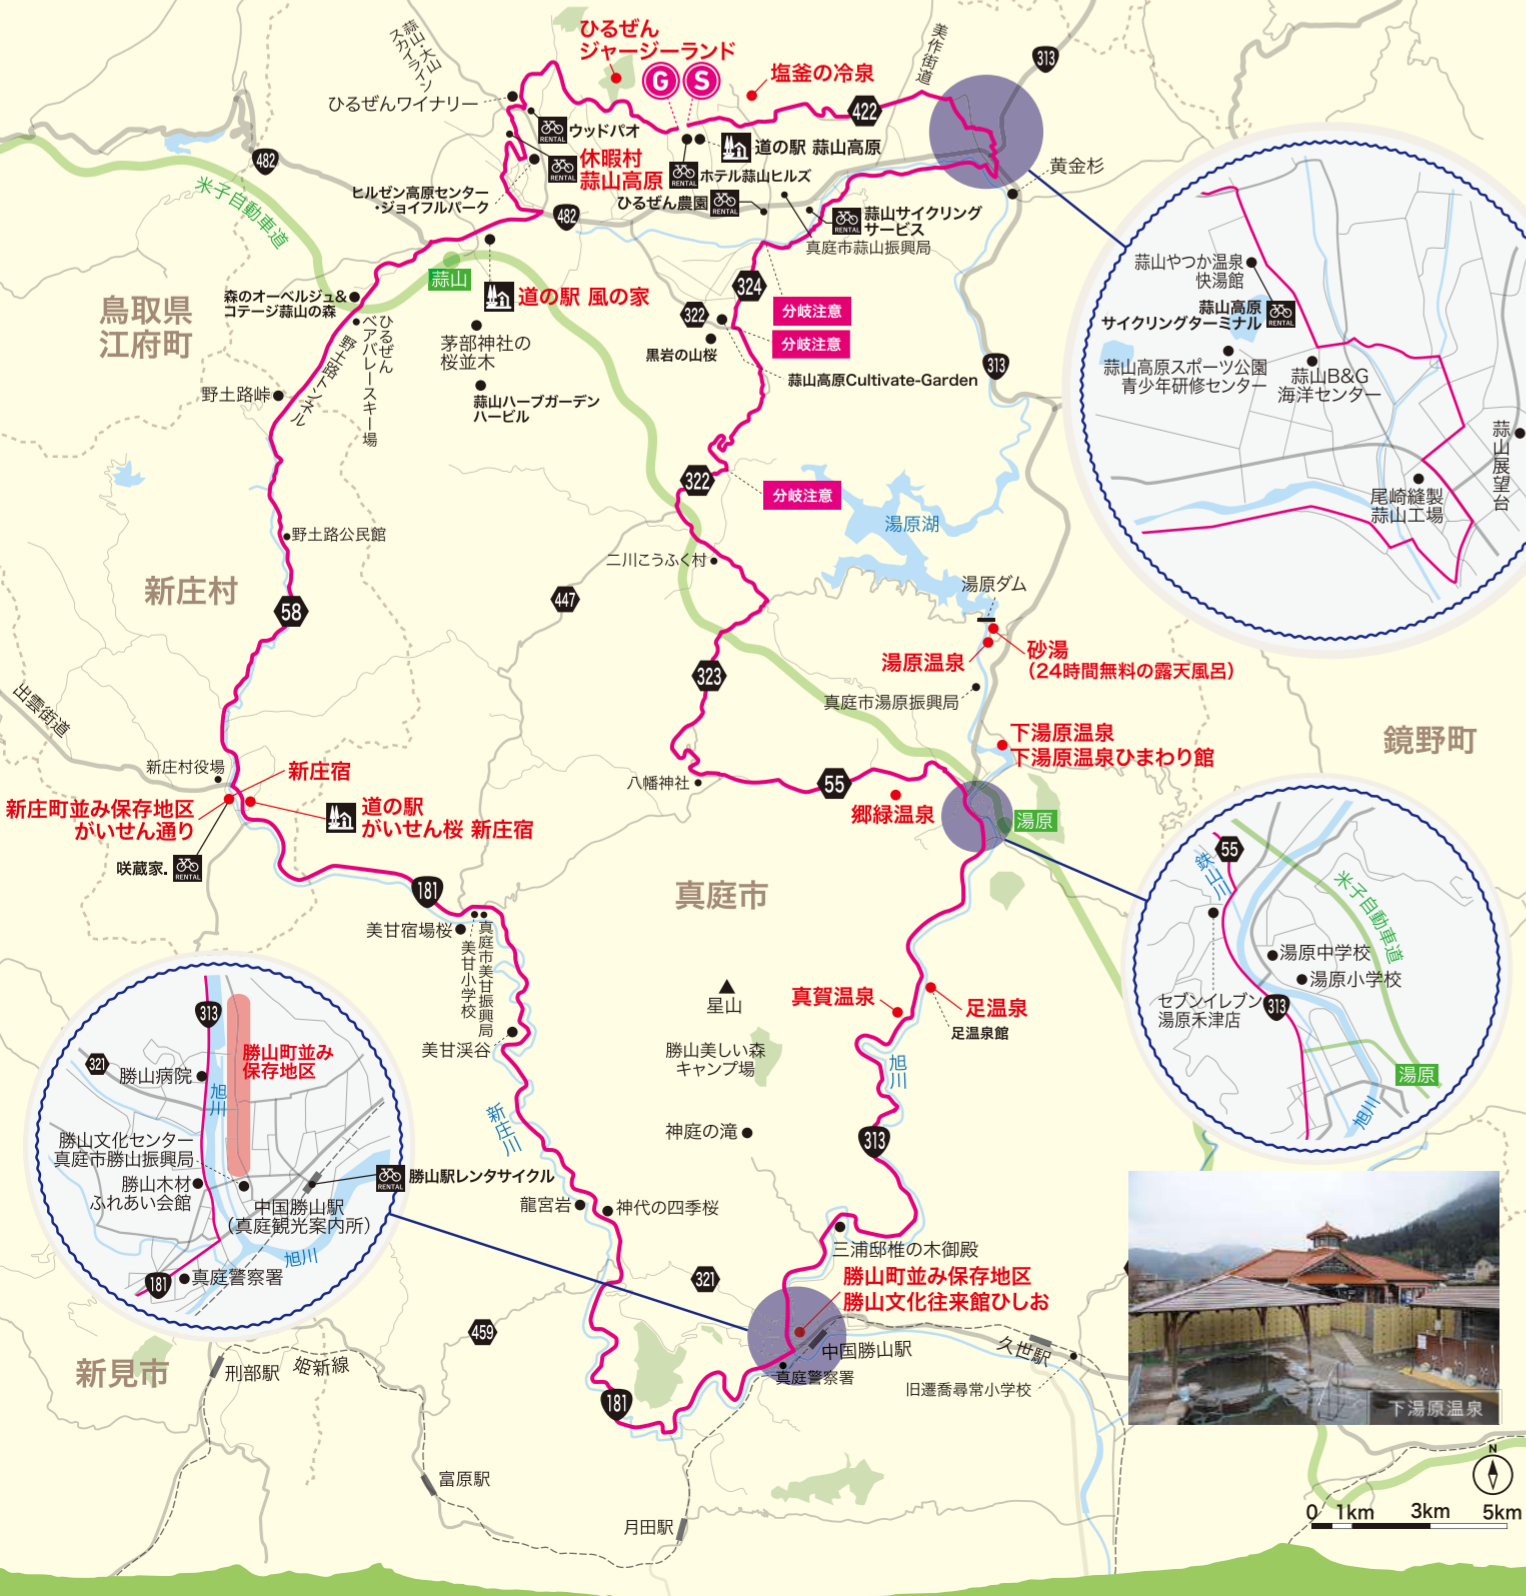 蒜山・大山
スカイライン
ひるぜん
ジャージーランド
G
S
塩釜の冷泉
美作街道
313
ひるぜんワイナリー
422
RENTAL
ウッドパオ
道の駅 蒜山高原
482
RENTAL
休暇村
蒜山高原
RENTAL
ホテル蒜山ヒルズ
黄金杉
米子自動車道
ヒルゼン高原センター
・ジョイフルパーク
ひるぜん農園
RENTAL
482
RENTAL
蒜山サイクリング
サービス
真庭市蒜山振興局
蒜山
鳥取県
江府町
森のオーベルジュ&
コテージ蒜山の森
道の駅 風の家
324
322
分岐注意
分岐注意
ひるぜん
ベアバレースキー場
野土路トンネル
茅部神社の
桜並木
黒岩の山桜
蒜山高原Cultivate-Garden
313
野土路峠
蒜山ハーブガーデン
ハービル
322
分岐注意
湯原湖
野土路公民館
二川こうふく村
新庄村
58
447
湯原ダム
砂湯
(24時間無料の露天風呂)
湯原温泉
323
真庭市湯原振興局
出雲街道
下湯原温泉
下湯原温泉ひまわり館
鏡野町
新庄村役場
新庄宿
八幡神社
55
郷緑温泉
湯原
新庄町並み保存地区
がいせん通り
道の駅
がいせん桜 新庄宿
咲蔵家.
RENTAL
181
真庭市
美甘宿場桜
真庭市美甘振興局
美甘小学校
星山
真賀温泉
足温泉
足温泉館
美甘渓谷
勝山美しい森
キャンプ場
旭川
新庄川
神庭の滝
313
龍宮岩
神代の四季桜
三浦邸椎の木御殿
321
勝山町並み保存地区
勝山文化往来館ひしお
459
中国勝山駅
真庭警察署
久世駅
旧遷喬尋常小学校
181
新見市
刑部駅
姫新線
富原駅
月田駅
蒜山やつか温泉
快湯館
蒜山高原
サイクリングターミナル
RENTAL
蒜山高原スポーツ公園
青少年研修センター
蒜山B&G
海洋センター
蒜山展望台
尾崎縫製
蒜山工場
55
鉄山川
米子自動車道
湯原中学校
湯原小学校
セブンイレブン
湯原禾津店
313
湯原
旭川
313
勝山町並み
保存地区
321
勝山病院
旭川
勝山文化センター
真庭市勝山振興局
勝山木材
ふれあい会館
RENTAL
勝山駅レンタサイクル
中国勝山駅
(真庭観光案内所)
旭川
181
真庭警察署
下湯原温泉
N
0 1km 3km 5km